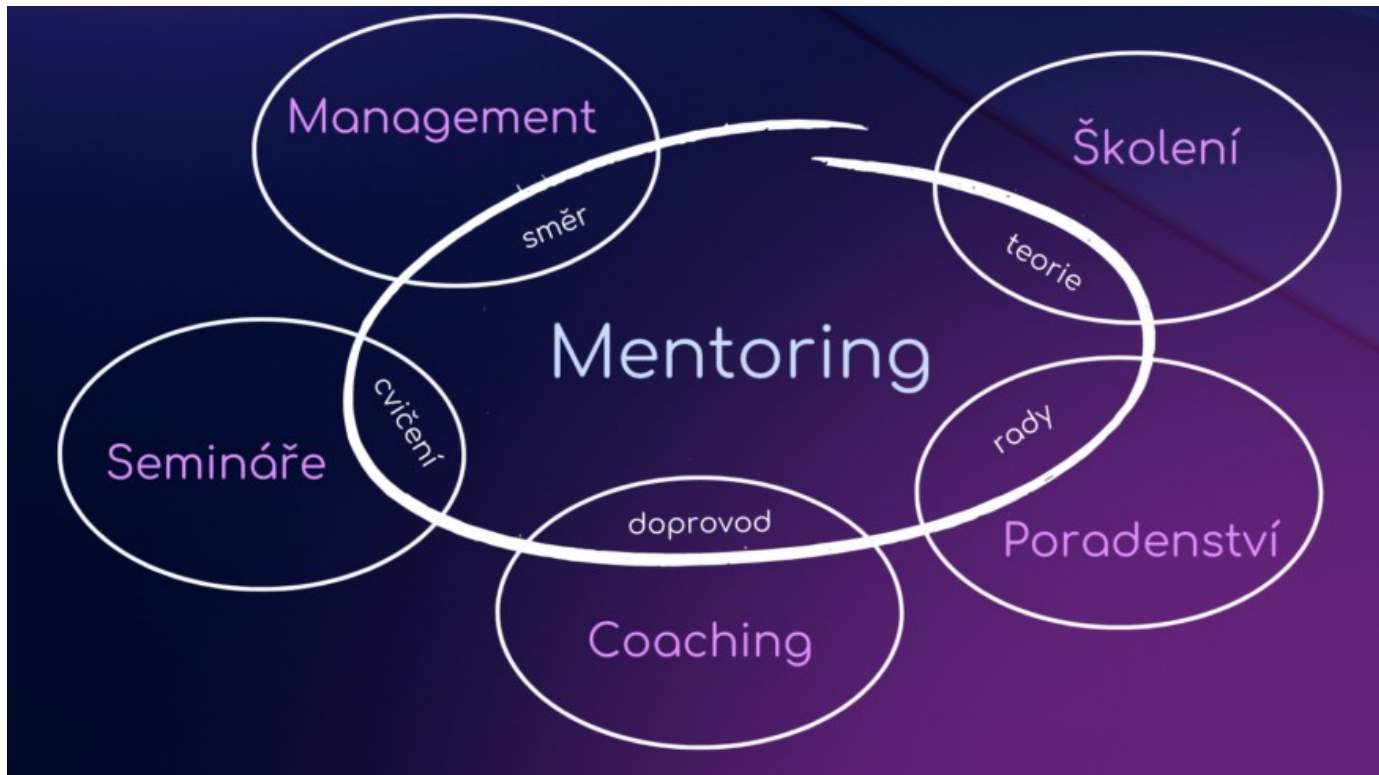 Management
Školení
směr
teorie
Mentoring
cvičení
rady
Semináře
doprovod
Poradenství
Coaching